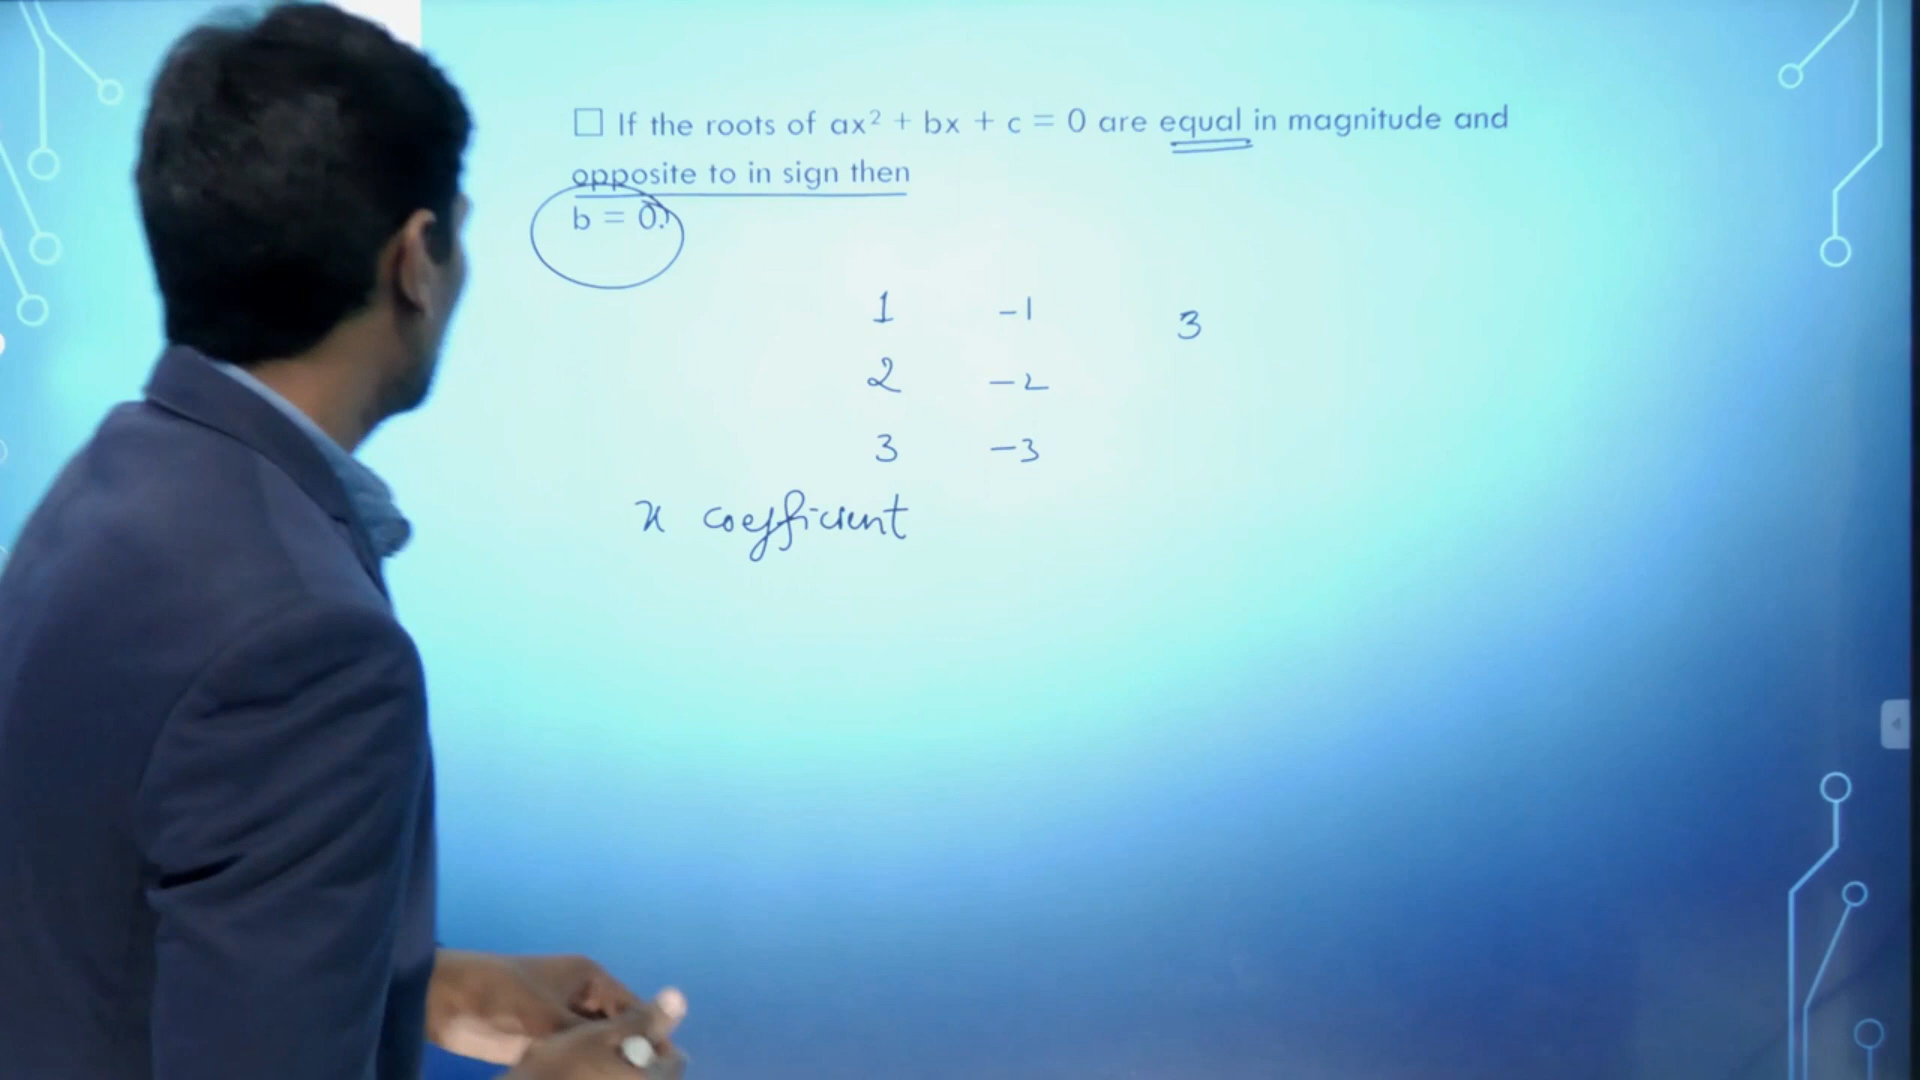 ☐ If the roots of ax² + bx + c = 0 are equal in magnitude and
opposite to in sign then
b = 0.
1 -1 3
2 -2
3 -3
x coefficient